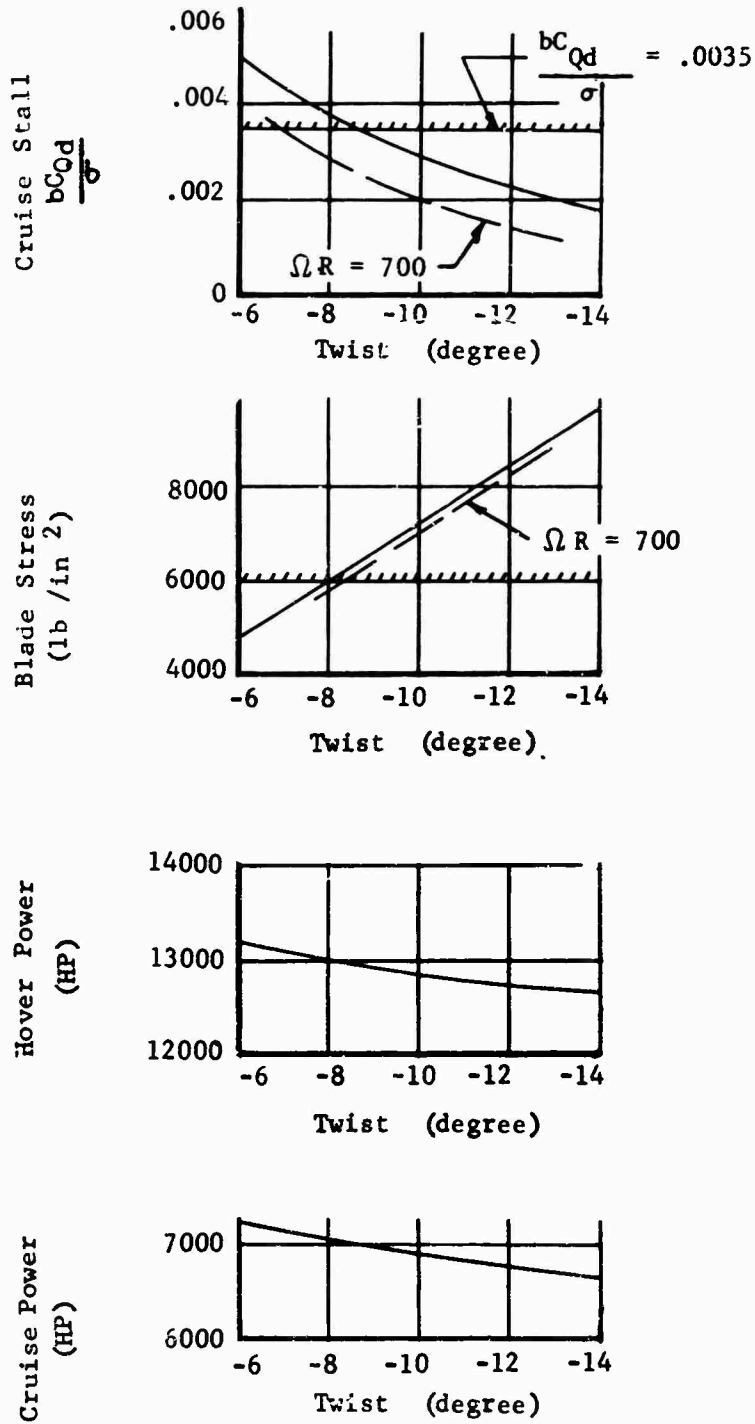 Cruise Stall
bC_Qd
σ
.006
.004
.002
0
bC_Qd
σ
= .0035
ΩR = 700
-6 -8 -10 -12 -14
Twist (degree)
Blade Stress
(lb /in 2)
8000
6000
4000
ΩR = 700
-6 -8 -10 -12 -14
Twist (degree).
Hover Power
(HP)
14000
13000
12000
-6 -8 -10 -12 -14
Twist (degree)
Cruise Power
(HP)
7000
6000
-6 -8 -10 -12 -14
Twist (degree)